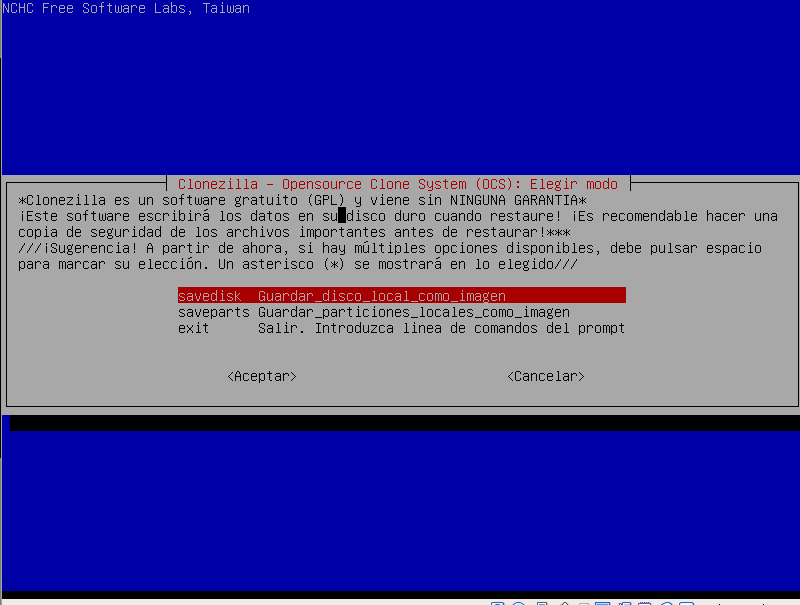 NCHC Free Software Labs, Taiwan
Clonezilla - Opensource Clone System (OCS): Elegir modo
*Clonezilla es un software gratuito (GPL) y viene sin NINGUNA GARANTIA*
¡Este software escribirá los datos en su disco duro cuando restaure! ¡Es recomendable hacer una
copia de seguridad de los archivos importantes antes de restaurar!***
///¡Sugerencia! A partir de ahora, si hay múltiples opciones disponibles, debe pulsar espacio
para marcar su elección. Un asterisco (*) se mostrará en lo elegido///
savedisk Guardar_disco_local_como_imagen
saveparts Guardar_particiones_locales_como_imagen
exit Salir. Introduzca linea de comandos del prompt
<Aceptar> <Cancelar>